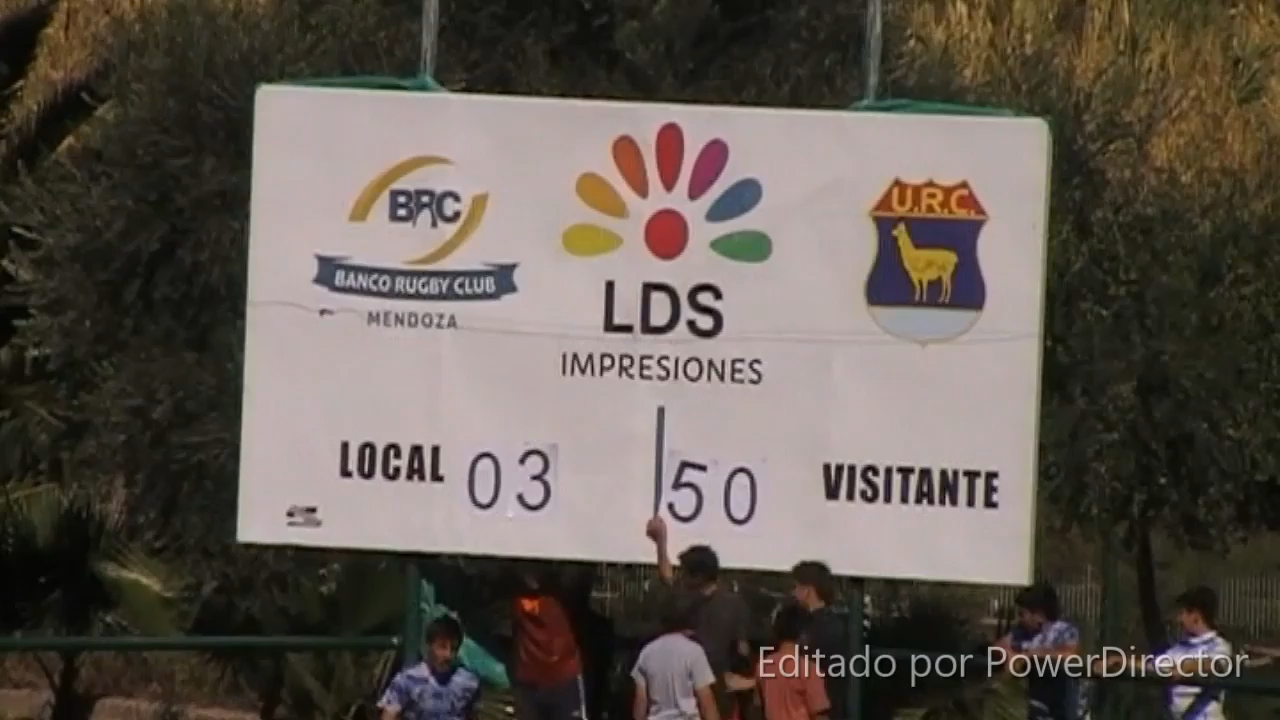 BRC
BANCO RUGBY CLUB
MENDOZA
LDS
IMPRESIONES
U.R.C.
LOCAL 03
50 VISITANTE
Editado por PowerDirector